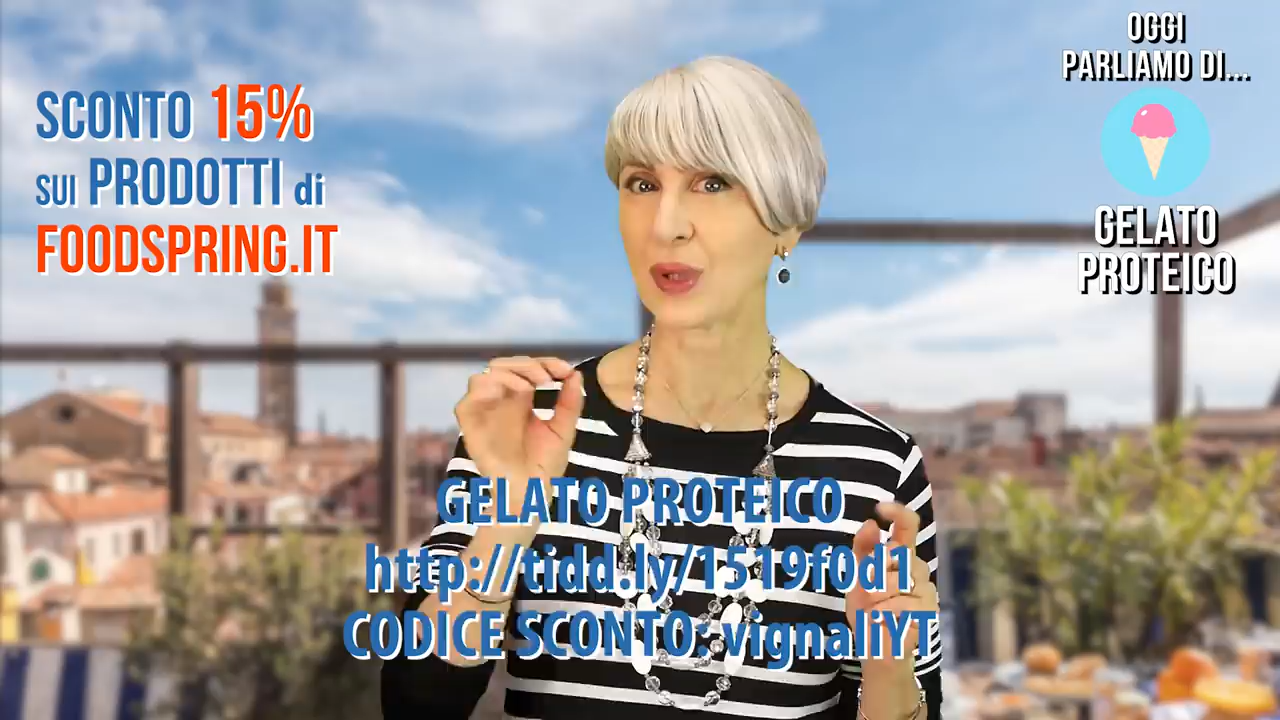 SCONTO 15%
SUI PRODOTTI di
FOODSPRING.IT
OGGI
PARLIAMO DI...
GELATO
PROTEICO
GELATO PROTEICO
http://tidd.ly/1519f0d1
CODICE SCONTO: vignaliYT